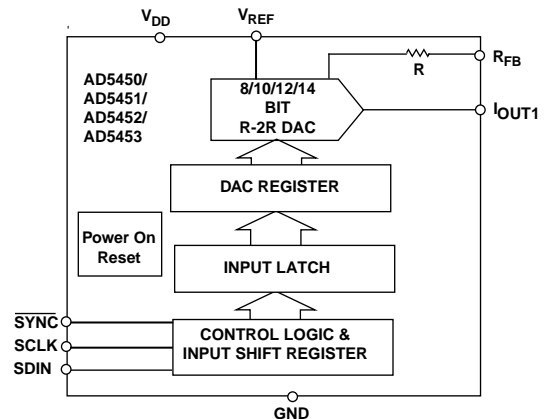 VDD
VREF
AD5450/
AD5451/
AD5452/
AD5453
8/10/12/14
BIT
R-2R DAC
R
RFB
IOUT1
DAC REGISTER
Power On
Reset
INPUT LATCH
SYNC
SCLK
SDIN
CONTROL LOGIC &
INPUT SHIFT REGISTER
GND